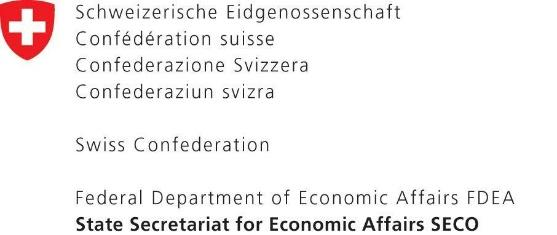 Schweizerische Eidgenossenschaft
Confédération suisse
Confederazione Svizzera
Confederaziun svizra
Swiss Confederation
Federal Department of Economic Affairs FDEA
State Secretariat for Economic Affairs SECO